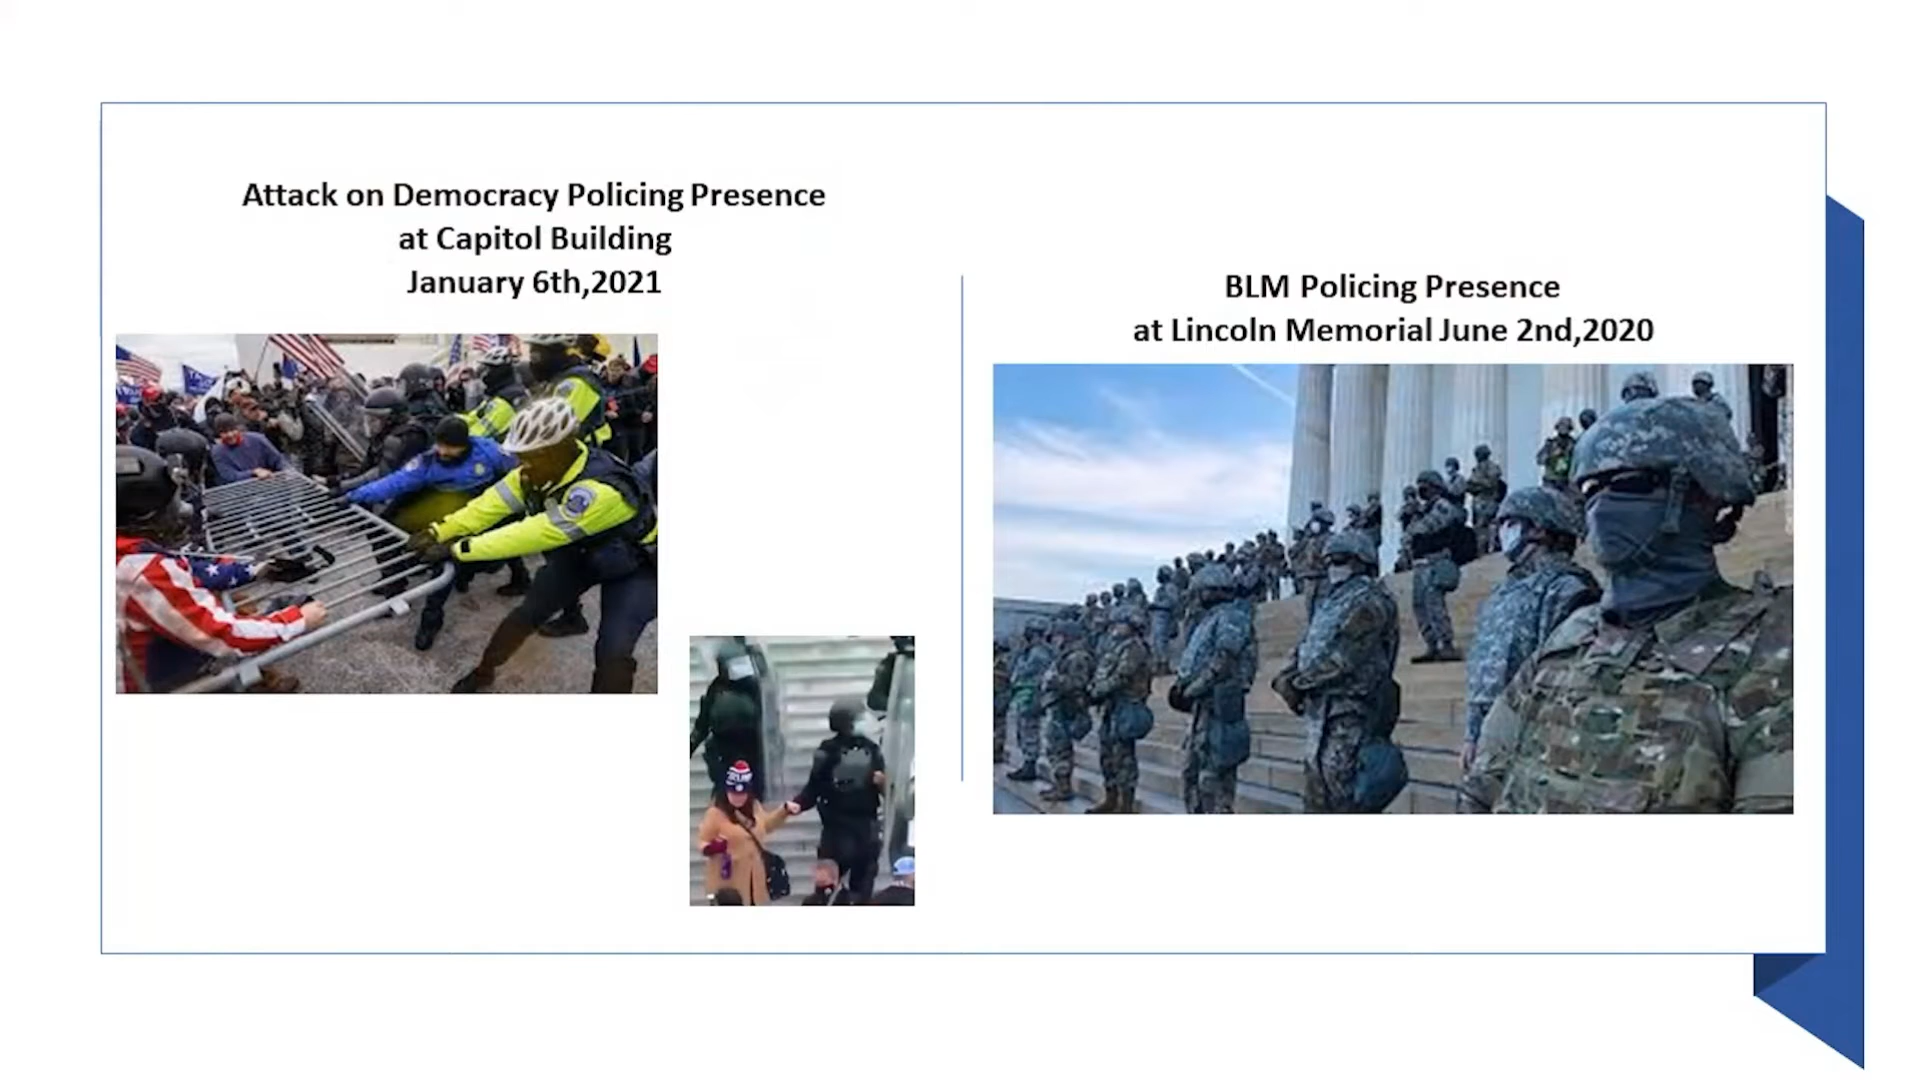 Attack on Democracy Policing Presence
at Capitol Building
January 6th,2021
BLM Policing Presence
at Lincoln Memorial June 2nd,2020
TRUMP